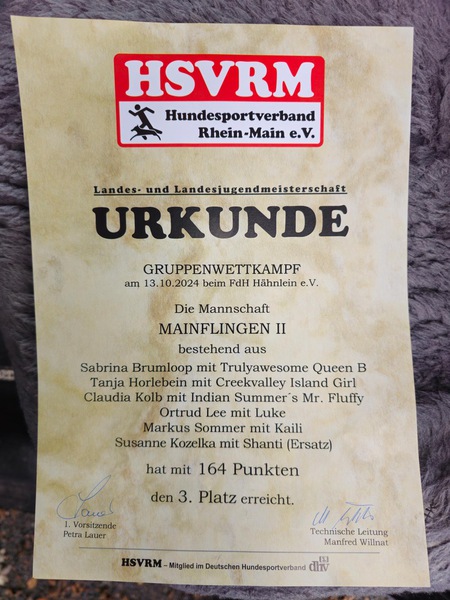 HSVRM
Hundesportverband
Rhein-Main e.V.
Landes- und Landesjugendmeisterschaft
URKUNDE
GRUPPENWETTKAMPF
am 13.10.2024 beim FdH Hähnlein e.V.
Die Mannschaft
MAINFLINGEN II
bestehend aus
Sabrina Brumloop mit Trulyawesome Queen B
Tanja Horlebein mit Creekvalley Island Girl
Claudia Kolb mit Indian Summer´s Mr. Fluffy
Ortrud Lee mit Luke
Markus Sommer mit Kaili
Susanne Kozelka mit Shanti (Ersatz)
hat mit 164 Punkten
den 3. Platz erreicht.
1. Vorsitzende
Petra Lauer
Technische Leitung
Manfred Willnat
HSVRM – Mitglied im Deutschen Hundesportverband dhv